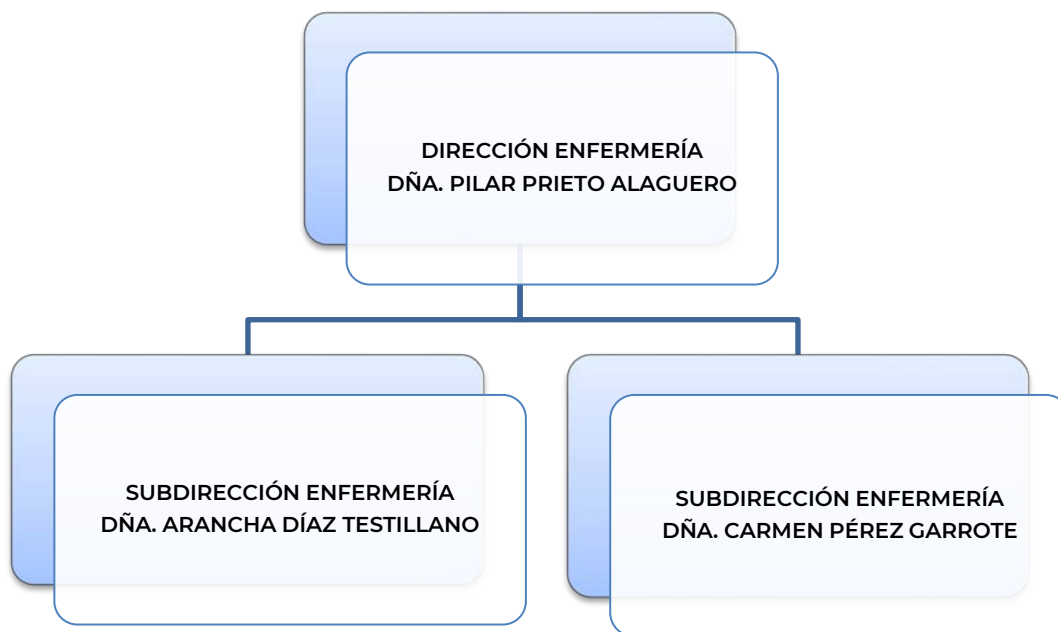 DIRECCIÓN ENFERMERÍA
DÑA. PILAR PRIETO ALAGUERO
SUBDIRECCIÓN ENFERMERÍA
DÑA. ARANCHA DÍAZ TESTILLANO
SUBDIRECCIÓN ENFERMERÍA
DÑA. CARMEN PÉREZ GARROTE